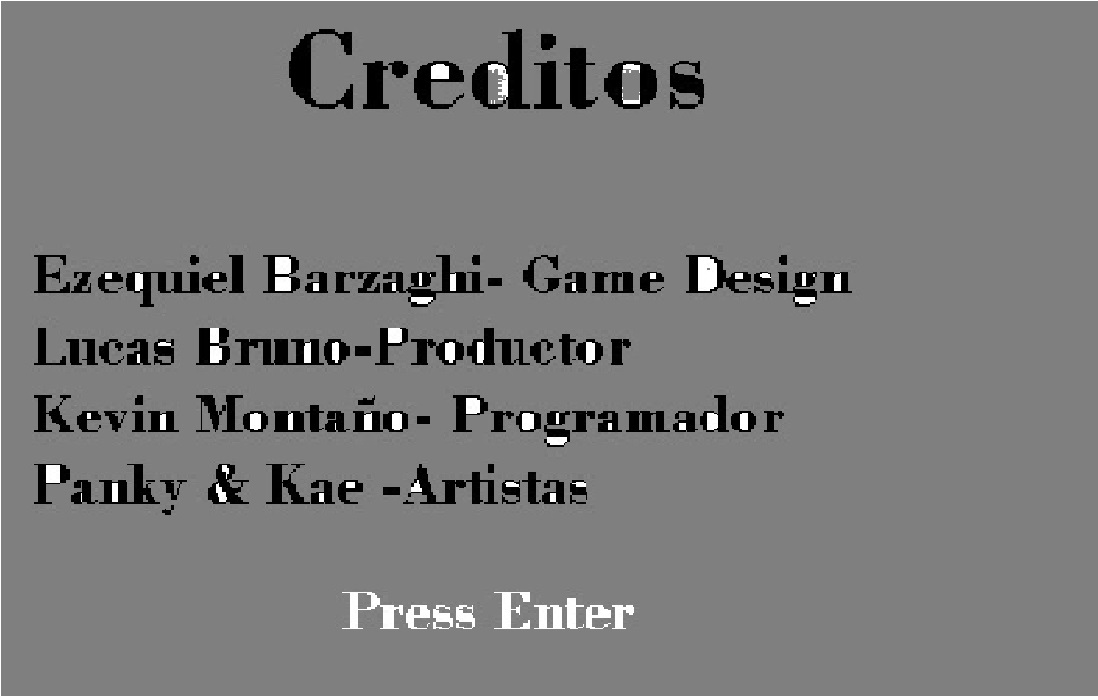 Creditos
Ezequiel Barzaghi- Game Design
Lucas Bruno-Productor
Kevin Montaño- Programador
Panky & Kae -Artistas
Press Enter